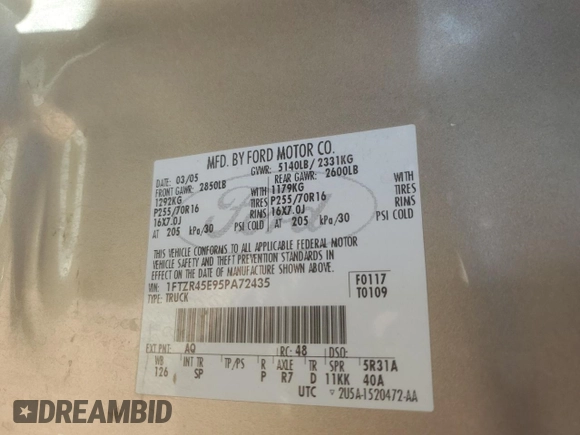 MFD. BY FORD MOTOR CO.
03/05 GVWR: 5140LB/ 2331KG
FRONT GAWR: 2850LB REAR GAWR: 2600LB
1292KG WITH 1179KG WITH
P255/70R16 TIRES P255/70R16 TIRES
16X7.0J RIMS 16X7.0J RIMS
AT 205 kPa/30 PSI COLD AT 205 kPa/30 PSI COLD
Ford
THIS VEHICLE CONFORMS TO ALL APPLICABLE FEDERAL MOTOR
VEHICLE SAFETY AND THEFT PREVENTION STANDARDS IN
EFFECT ON THE DATE OF MANUFACTURE SHOWN ABOVE.
VIN: 1FTZR45E95PA72435 F0117
TYPE: TRUCK T0109
EXT PNT: AQ RC: 48 DSO:
WB INT TR TP/PS R AXLE TR SPR 5R31A
126 SP P R7 D 11KK 40A
UTC 2U5A-1520472-AA
DREAMBID